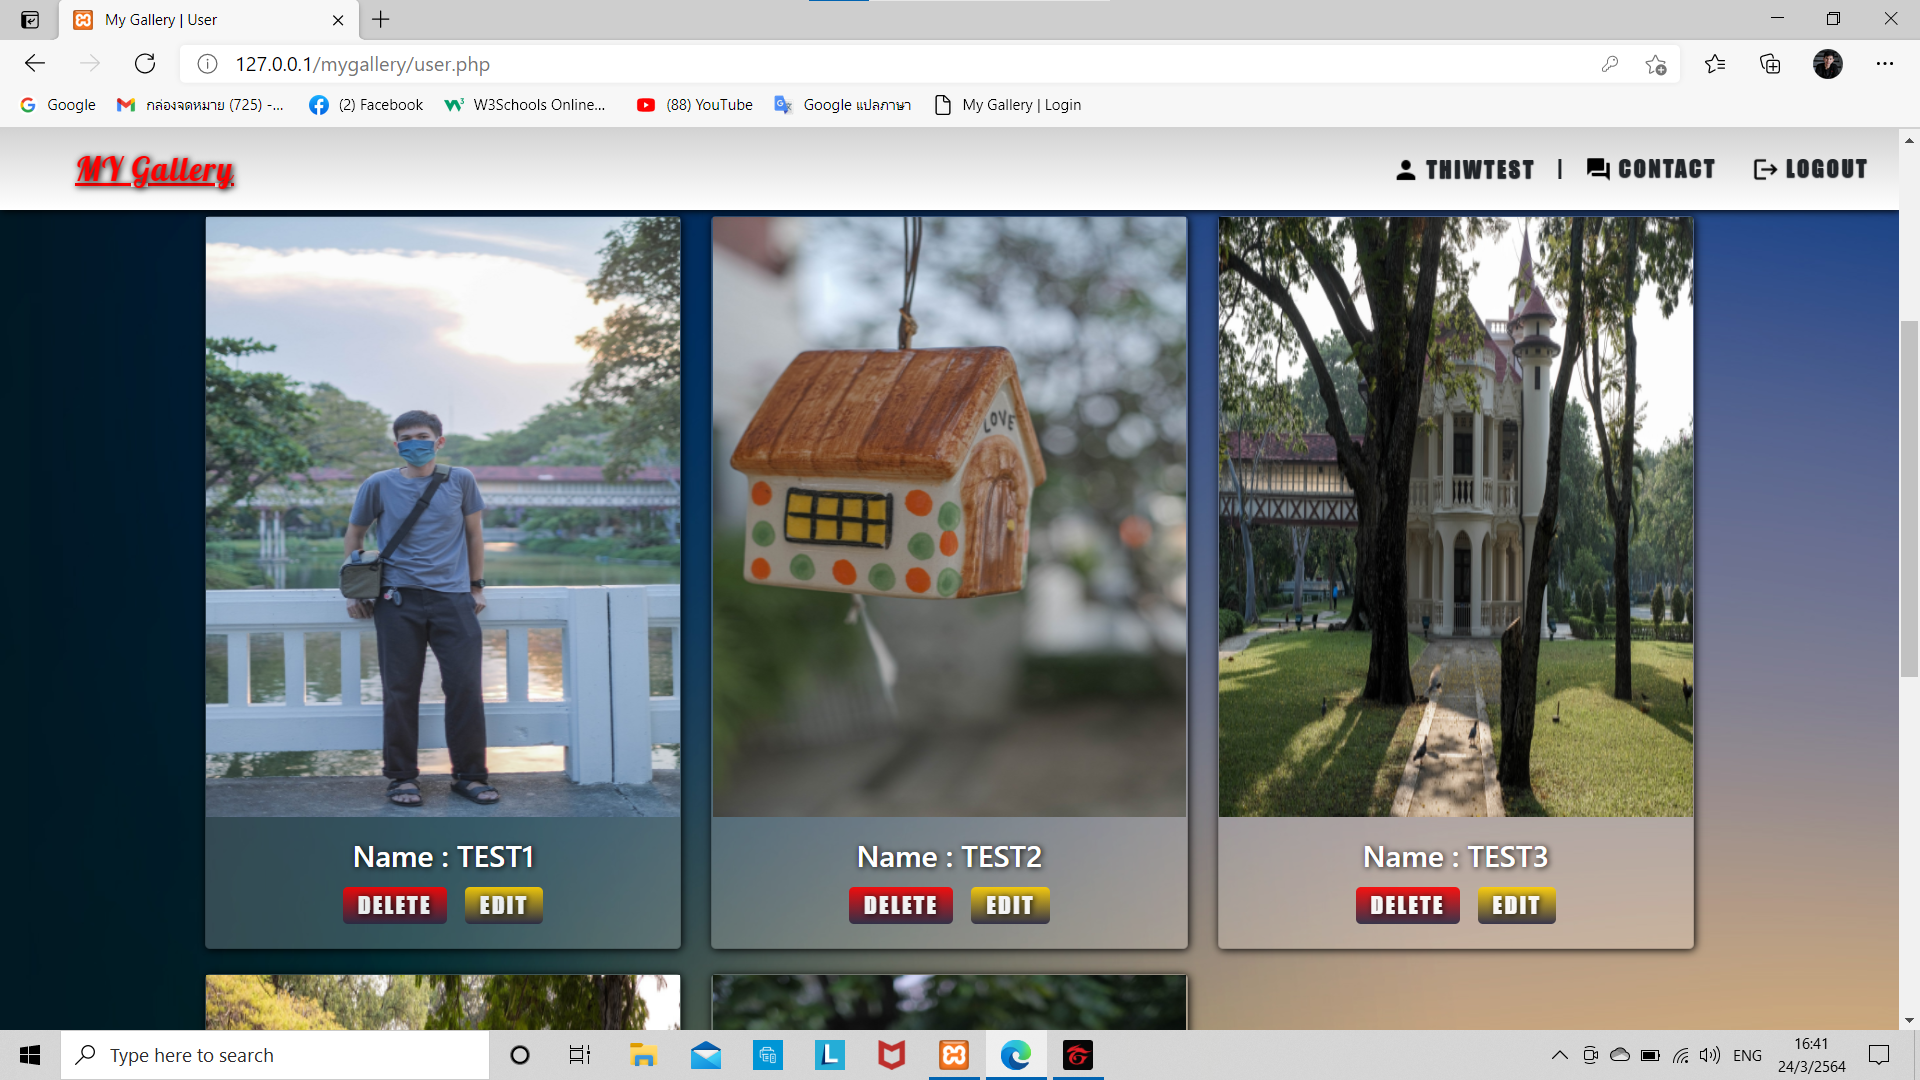 My Gallery | User
127.0.0.1/mygallery/user.php
Google
กล่องจดหมาย (725) -...
(2) Facebook
W3Schools Online...
(88) YouTube
Google แปลภาษา
My Gallery | Login
MY Gallery
THIWTEST | CONTACT LOGOUT
LOVE
Name : TEST1
DELETE EDIT
Name : TEST2
DELETE EDIT
Name : TEST3
DELETE EDIT
Type here to search
ENG
16:41
24/3/2564